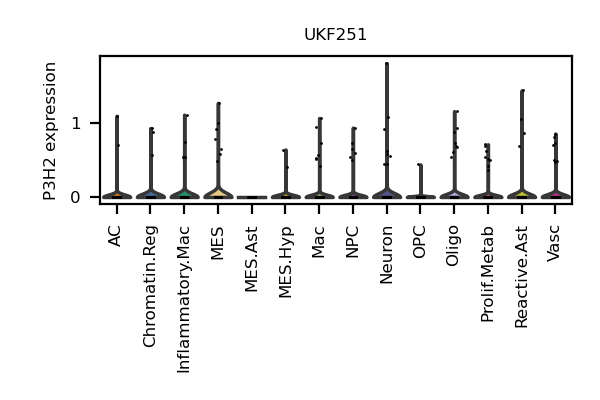 UKF251
P3H2 expression
1
0
AC
Chromatin.Reg
Inflammatory.Mac
MES
MES.Ast
MES.Hyp
Mac
NPC
Neuron
OPC
Oligo
Prolif.Metab
Reactive.Ast
Vasc